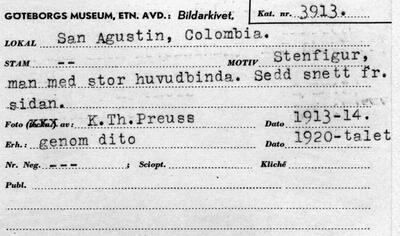 GÖTEBORGS MUSEUM, ETN. AVD.: Bildarkivet. Kat. nr. 3913.
LOKAL San Agustin, Colombia.
STAM -- MOTIV Stenfigur,
man med stor huvudbinda. Sedd snett fr.
sidan.
Foto av: K.Th.Preuss Dato 1913-14.
Erh.: genom dito Dato 1920-talet
Nr. Neg. --- ; Sciopt. Kliché
Publ.